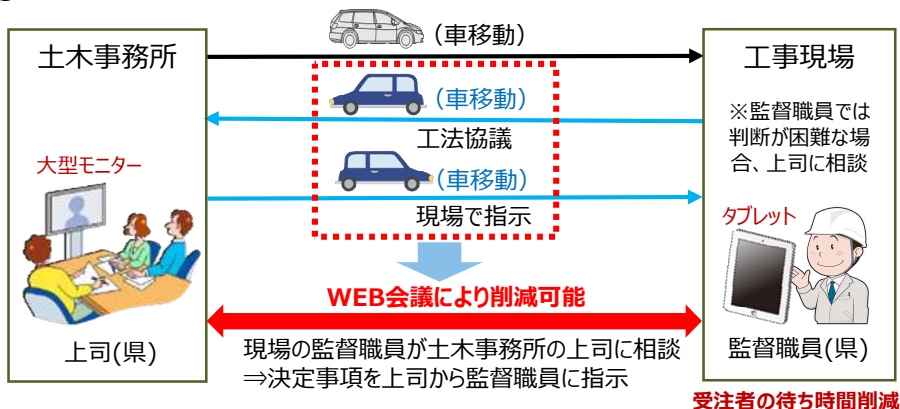 土木事務所
(車移動)
工事現場
(車移動)
工法協議
(車移動)
現場で指示
※監督職員では
判断が困難な場
合、上司に相談
大型モニター
タブレット
WEB会議により削減可能
上司(県)
現場の監督職員が土木事務所の上司に相談
⇒決定事項を上司から監督職員に指示
監督職員(県)
受注者の待ち時間削減